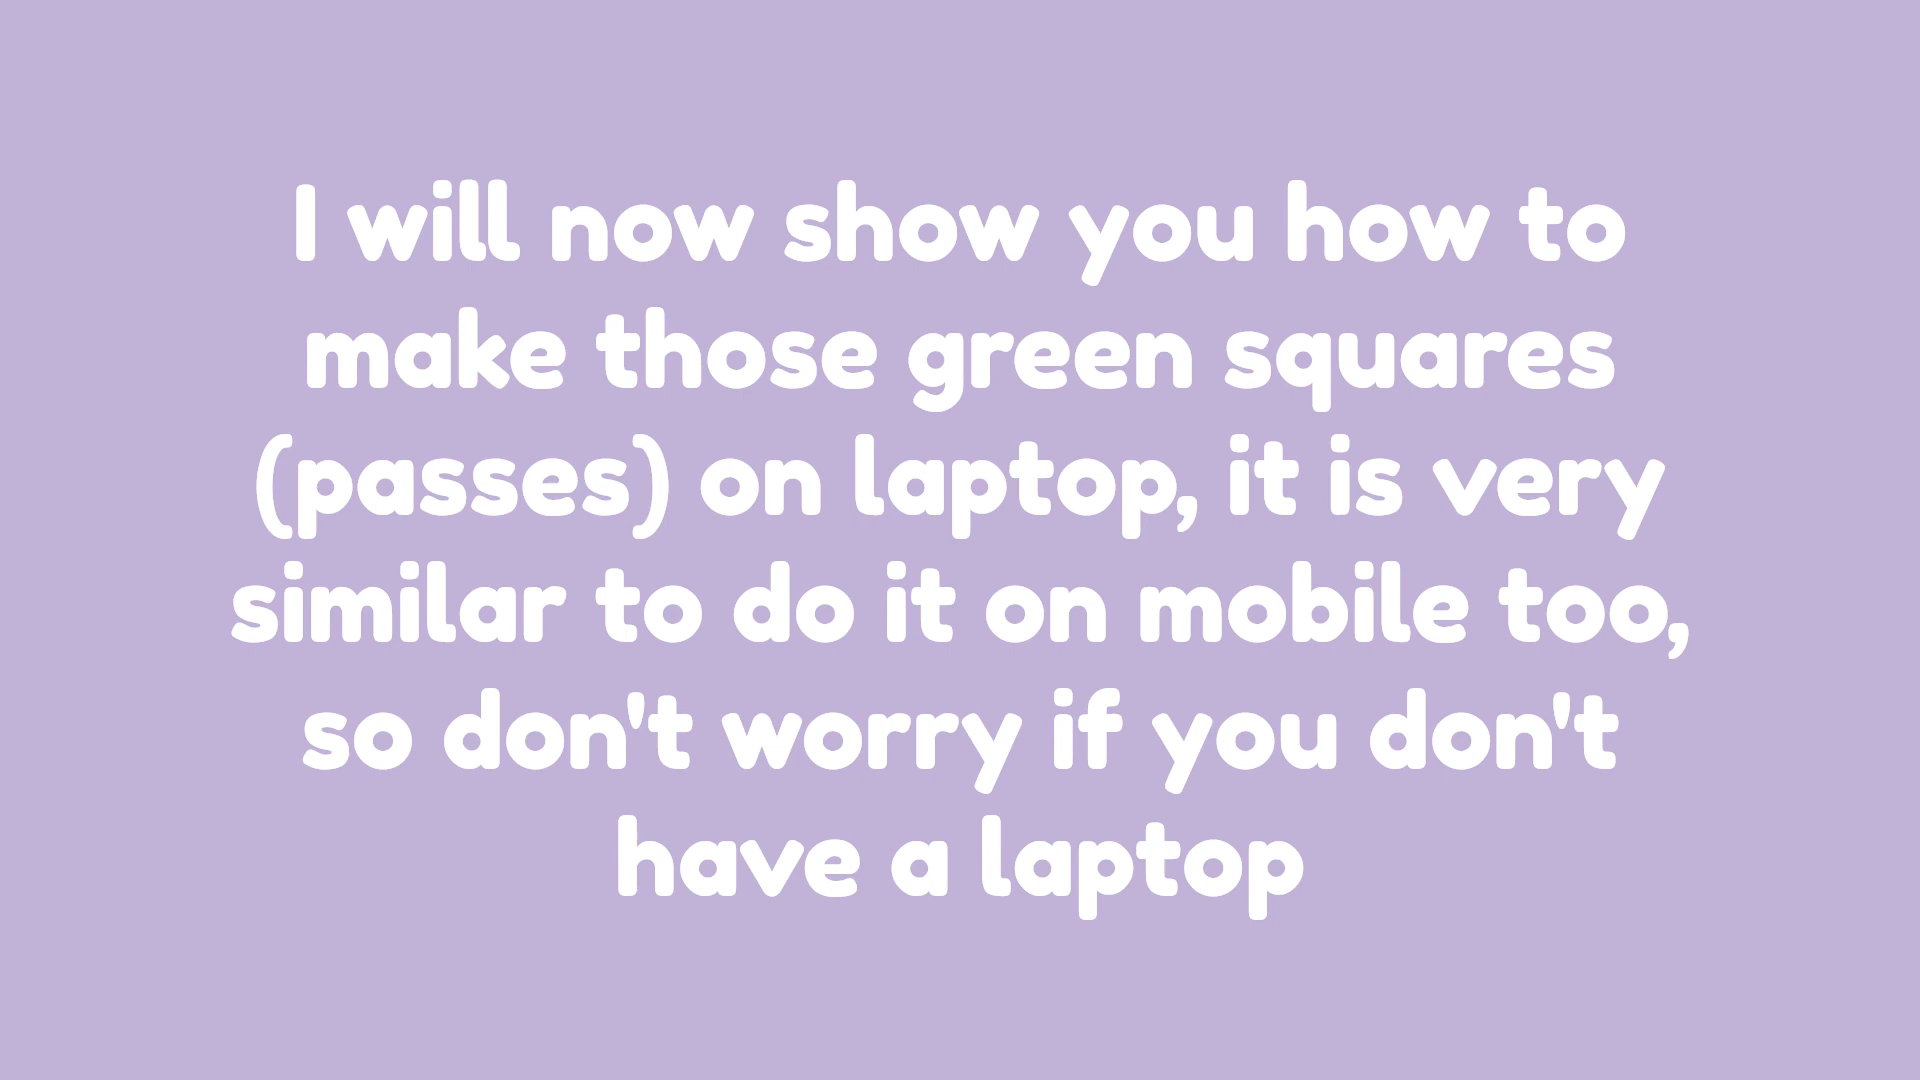 I will now show you how to
make those green squares
(passes) on laptop, it is very
similar to do it on mobile too,
so don't worry if you don't
have a laptop